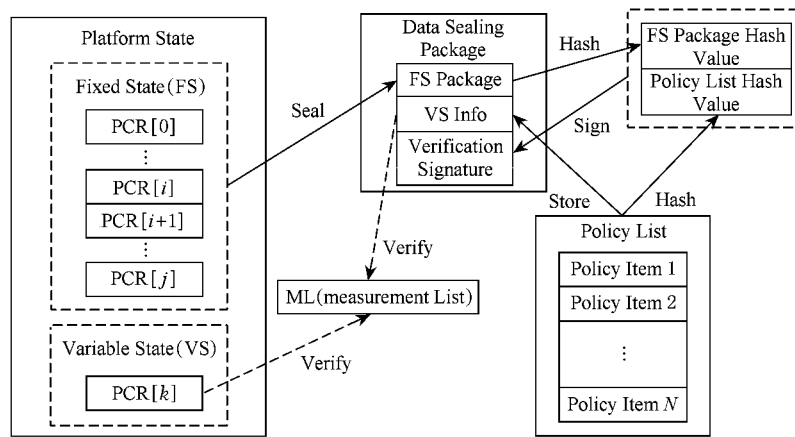 Platform State
Fixed State(FS)
PCR[0]
⋮
PCR[i]
PCR[i+1]
⋮
PCR[j]
Variable State(VS)
PCR[k]
Seal
Data Sealing
Package
FS Package
VS Info
Verification
Signature
Hash
Sign
FS Package Hash
Value
Policy List Hash
Value
Store
Hash
Verify
ML(measurement List)
Verify
Policy List
Policy Item 1
Policy Item 2
⋮
Policy Item N